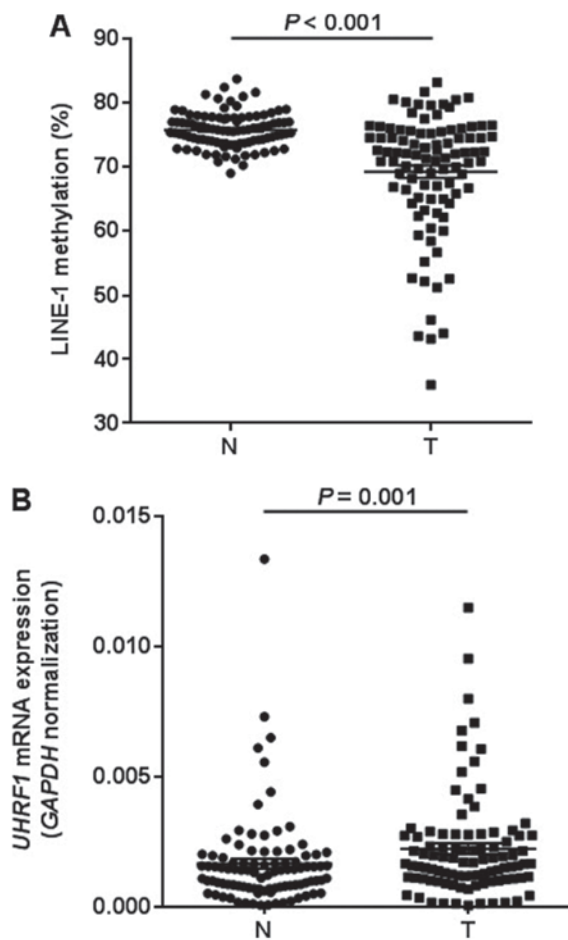 A
P < 0.001
LINE-1 methylation (%)
90
80
70
60
50
40
30
N
T
B
P = 0.001
UHRF1 mRNA expression
(GAPDH normalization)
0.015
0.010
0.005
0.000
N
T